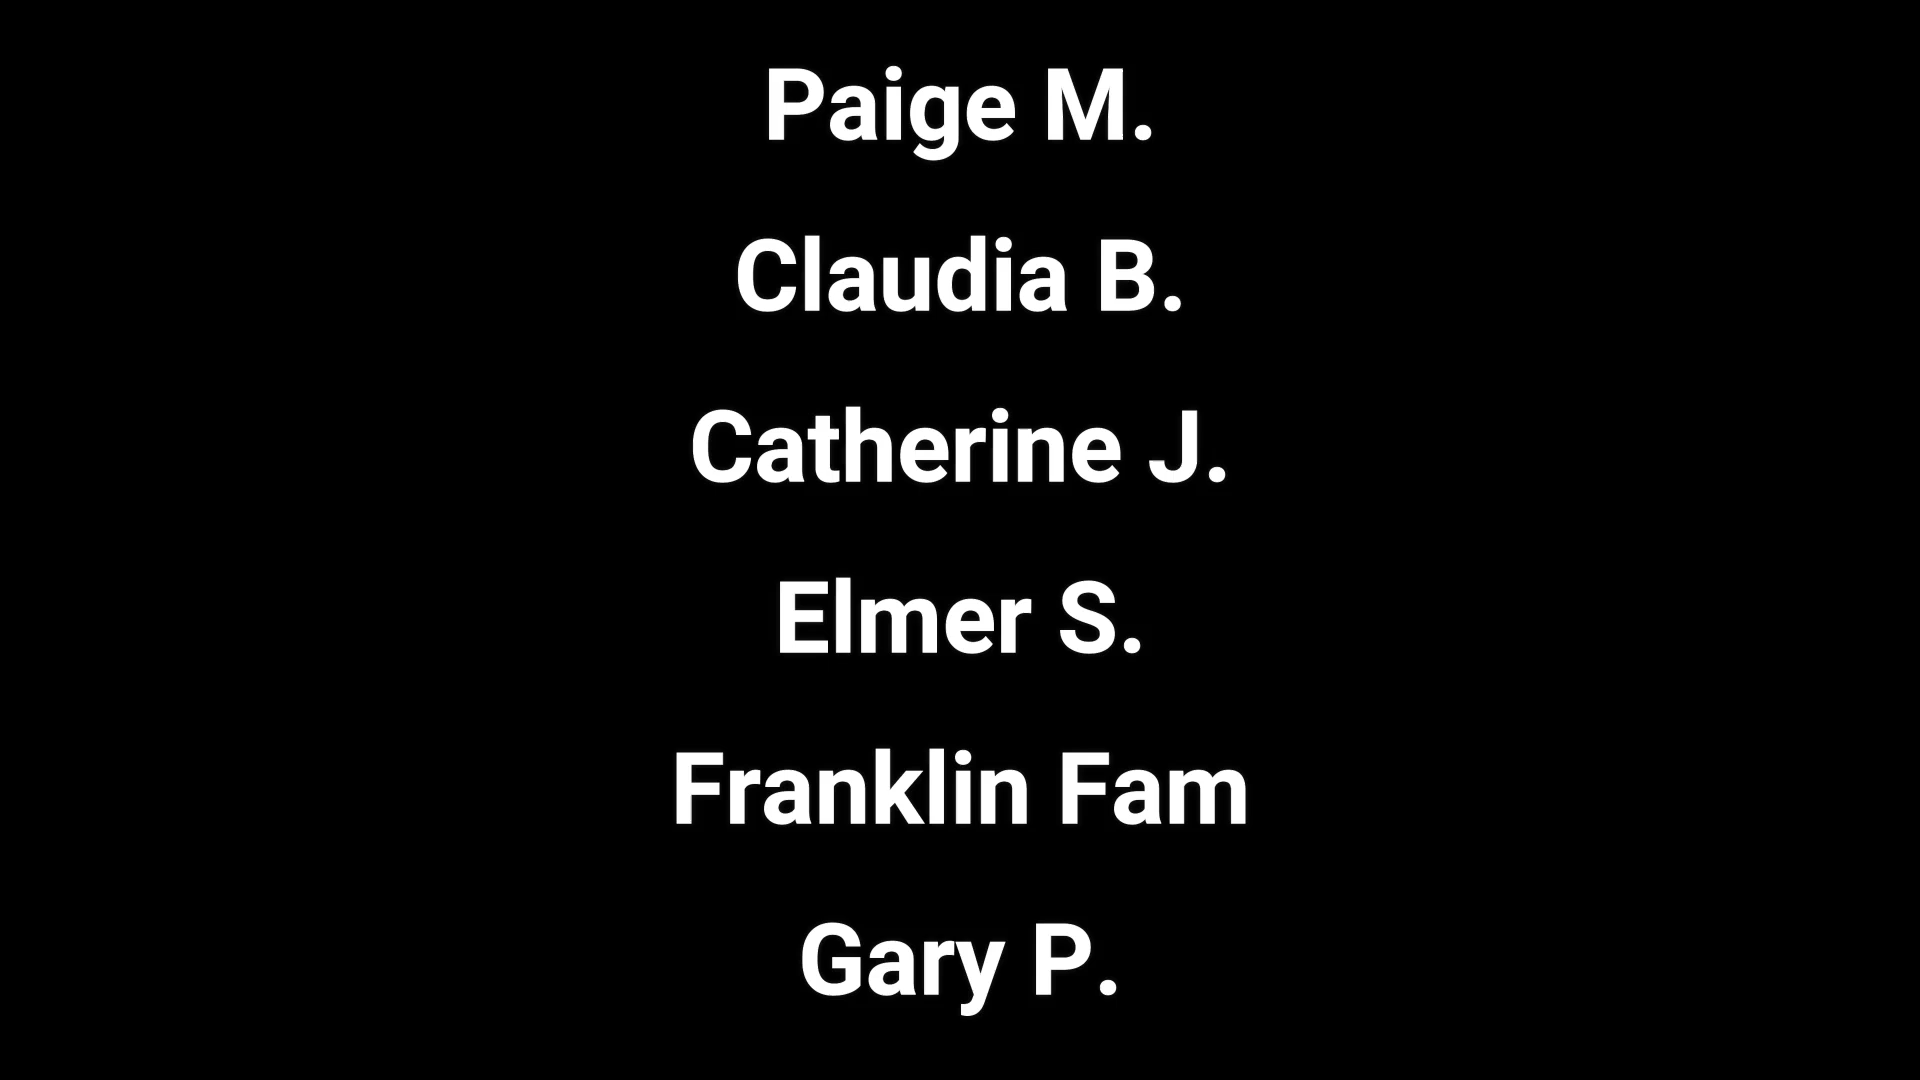 Paige M.
Claudia B.
Catherine J.
Elmer S.
Franklin Fam
Gary P.